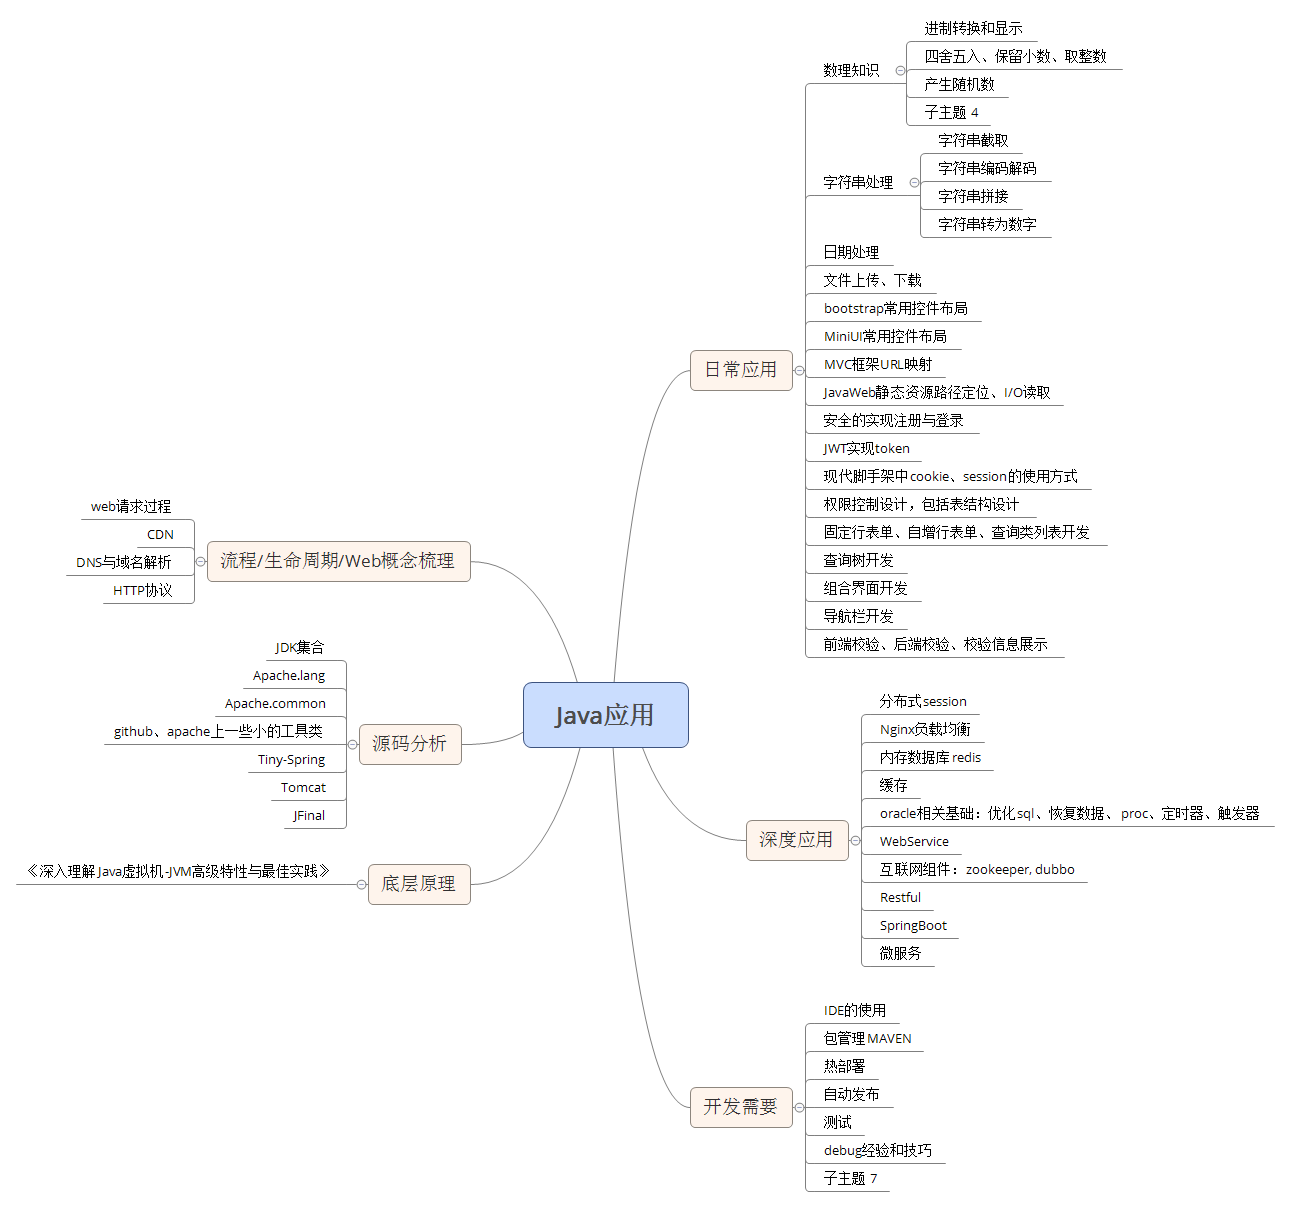 Java应用
日常应用
数理知识
进制转换和显示
四舍五入、保留小数、取整数
产生随机数
子主题 4
字符串处理
字符串截取
字符串编码解码
字符串拼接
字符串转为数字
日期处理
文件上传、下载
bootstrap常用控件布局
MiniUI常用控件布局
MVC框架URL映射
JavaWeb静态资源路径定位、I/O读取
安全的实现注册与登录
JWT实现token
现代脚手架中cookie、session的使用方式
权限控制设计，包括表结构设计
固定行表单、自增行表单、查询类列表开发
查询树开发
组合界面开发
导航栏开发
前端校验、后端校验、校验信息展示
深度应用
分布式session
Nginx负载均衡
内存数据库redis
缓存
oracle相关基础：优化sql、恢复数据、proc、定时器、触发器
WebService
互联网组件：zookeeper, dubbo
Restful
SpringBoot
微服务
开发需要
IDE的使用
包管理MAVEN
热部署
自动发布
测试
debug经验和技巧
子主题 7
流程/生命周期/Web概念梳理
web请求过程
CDN
DNS与域名解析
HTTP协议
源码分析
JDK集合
Apache.lang
Apache.common
github、apache上一些小的工具类
Tiny-Spring
Tomcat
JFinal
底层原理
《深入理解Java虚拟机-JVM高级特性与最佳实践》